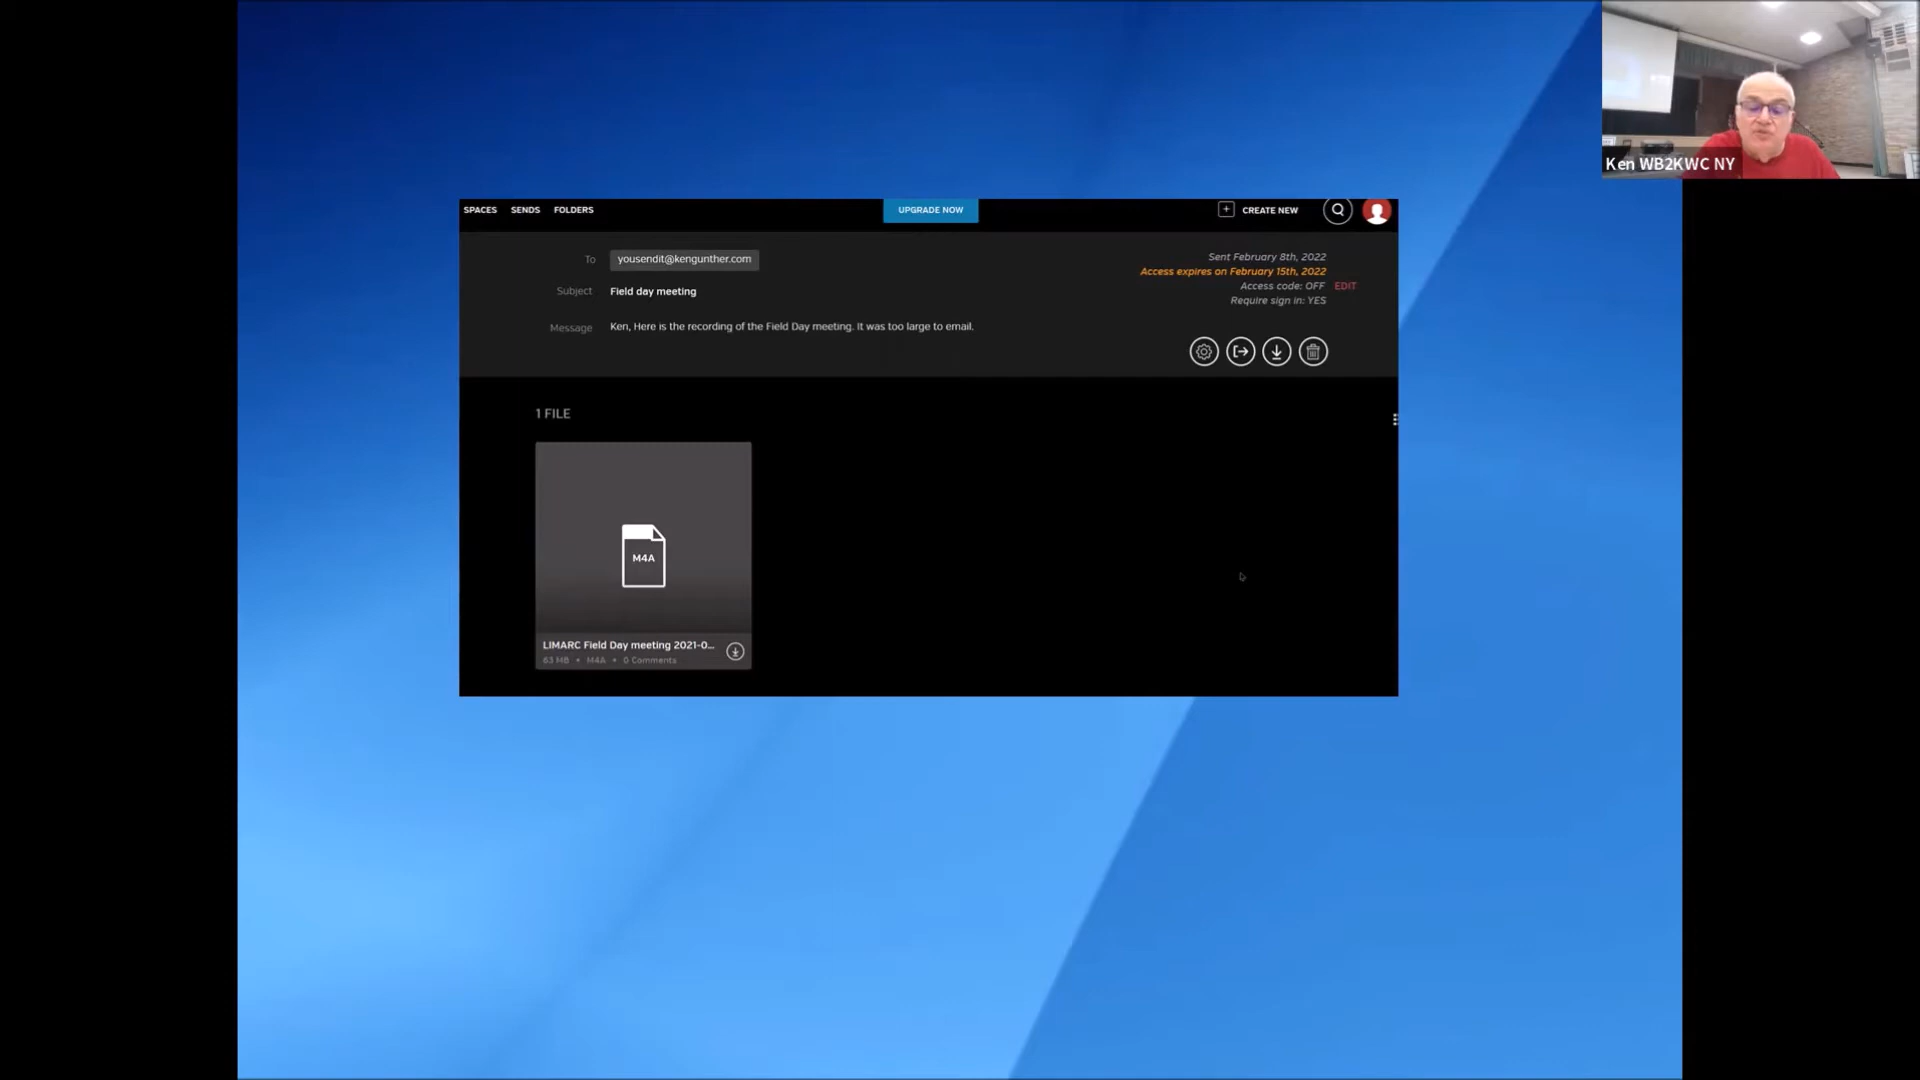 Ken WB2KWC NY
SPACES SENDS FOLDERS UPGRADE NOW + CREATE NEW
To yousendit@kengunther.com
Sent February 8th, 2022
Access expires on February 15th, 2022
Access code: OFF EDIT
Require sign in: YES
Subject Field day meeting
Message Ken, Here is the recording of the Field Day meeting. It was too large to email.
1 FILE
M4A
LIMARC Field Day meeting 2021-0...
63 MB • M4A • 0 Comments